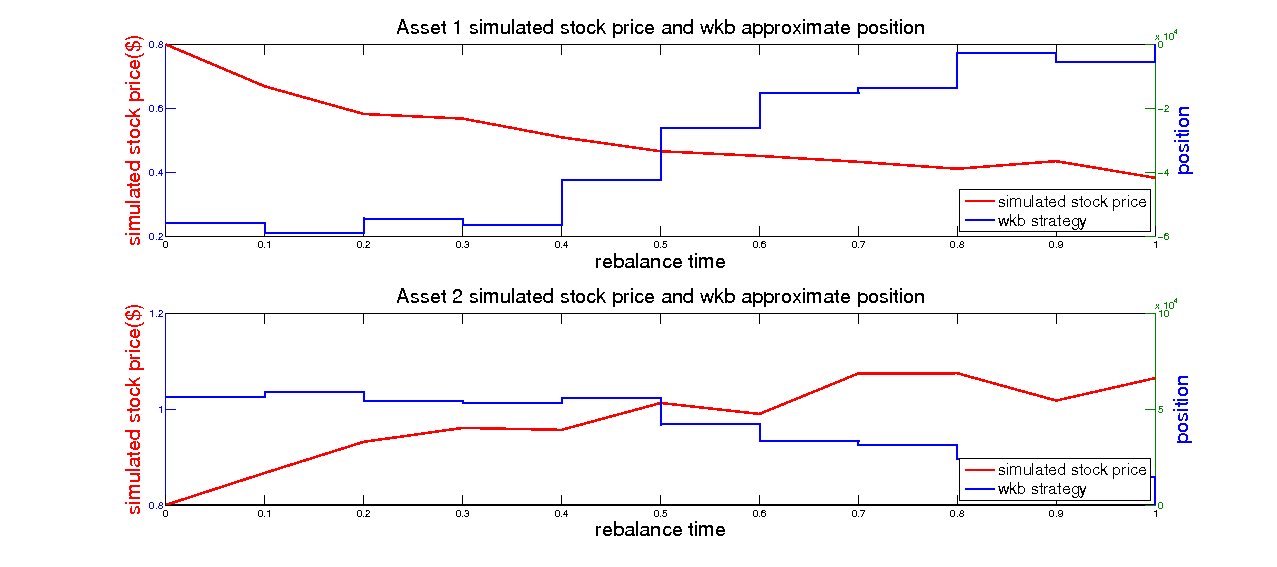 Asset 1 simulated stock price and wkb approximate position
simulated stock price($)
0.8
0.6
0.4
0.2
x 10^4
0
-2
-4
-6
position
simulated stock price
wkb strategy
0 0.1 0.2 0.3 0.4 0.5 0.6 0.7 0.8 0.9 1
rebalance time
Asset 2 simulated stock price and wkb approximate position
simulated stock price($)
1.2
1
0.8
x 10^4
10
5
0
position
simulated stock price
wkb strategy
0 0.1 0.2 0.3 0.4 0.5 0.6 0.7 0.8 0.9 1
rebalance time